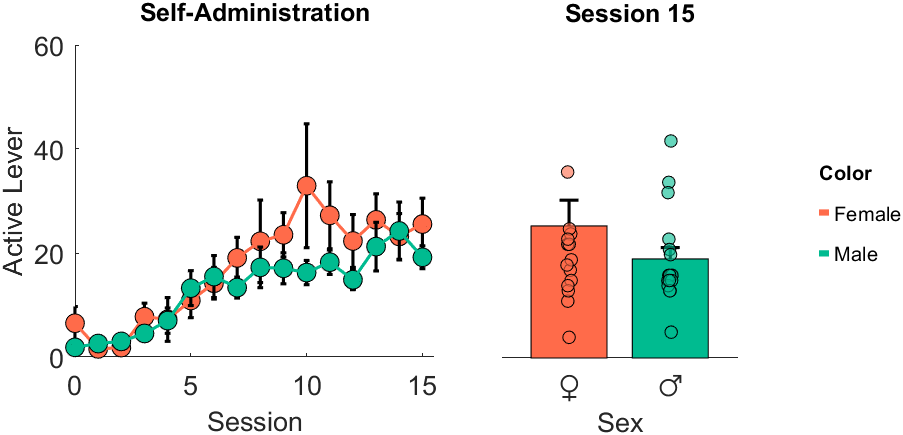 Self-Administration
Session 15
60
40
20
0
Active Lever
0 5 10 15
Session
♀ ♂
Sex
Color
Female
Male